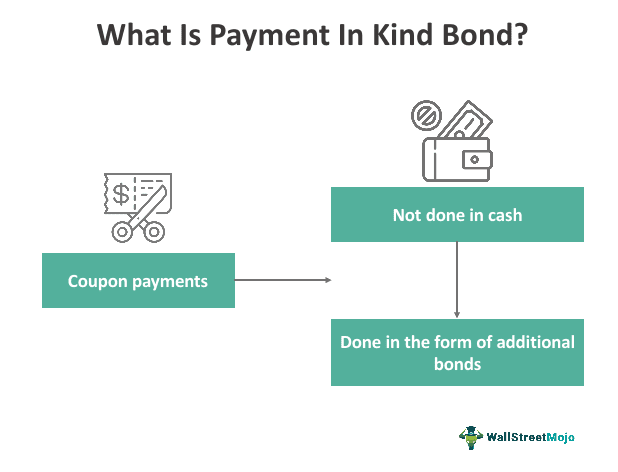 What Is Payment In Kind Bond?
$
Not done in cash
Coupon payments
Done in the form of additional
bonds
WallStreetMojo